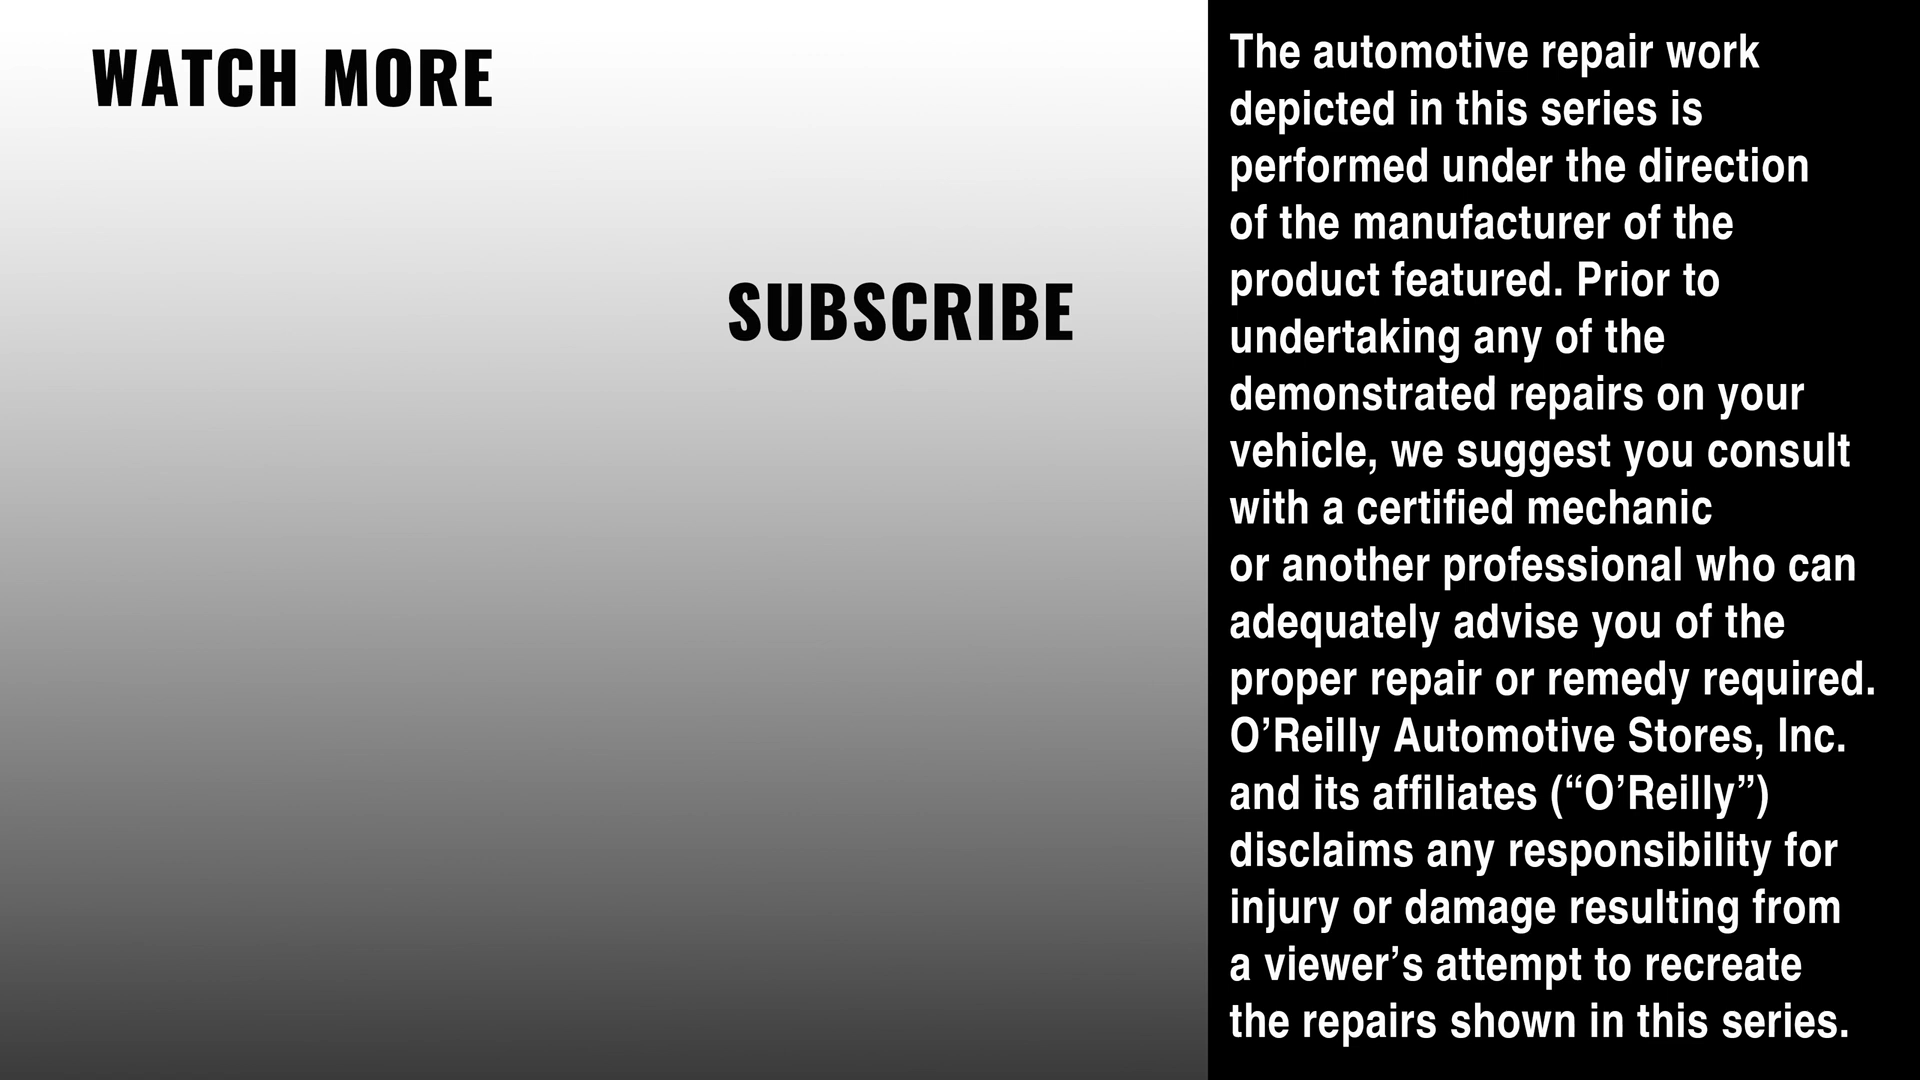 WATCH MORE
SUBSCRIBE
The automotive repair work
depicted in this series is
performed under the direction
of the manufacturer of the
product featured. Prior to
undertaking any of the
demonstrated repairs on your
vehicle, we suggest you consult
with a certified mechanic
or another professional who can
adequately advise you of the
proper repair or remedy required.
O’Reilly Automotive Stores, Inc.
and its affiliates (“O’Reilly”)
disclaims any responsibility for
injury or damage resulting from
a viewer’s attempt to recreate
the repairs shown in this series.